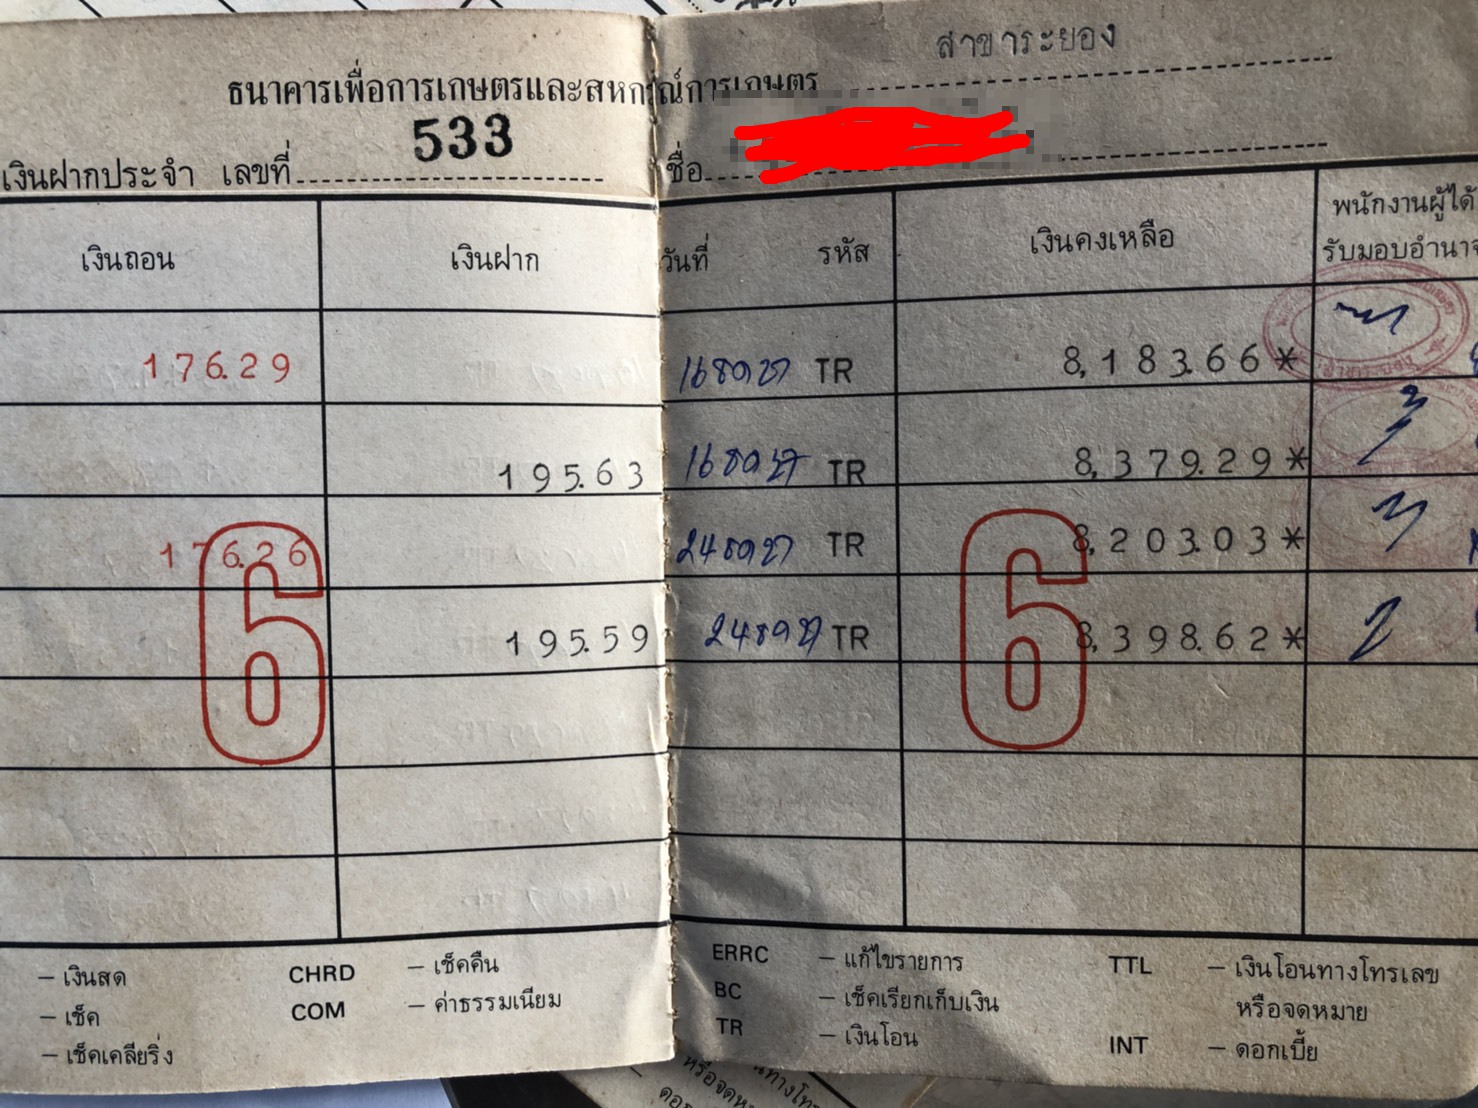 สาขาระยอง
ธนาคารเพื่อการเกษตรและสหกรณ์การเกษตร
533
เงินฝากประจำ เลขที่
ชื่อ
เงินถอน เงินฝาก วันที่ รหัส เงินคงเหลือ พนักงานผู้ได้
รับมอบอำนาจ
176.29 TR 8,183.66*
195.63 TR 8,379.29*
176.26 TR 8,203.03*
195.59 TR 8,398.62*
6 6
– เงินสด CHRD – เช็คคืน ERRC – แก้ไขรายการ TTL – เงินโอนทางโทรเลข
หรือจดหมาย
– เช็ค COM – ค่าธรรมเนียม BC – เช็คเรียกเก็บเงิน
– เช็คเคลียริ่ง TR – เงินโอน INT – ดอกเบี้ย
หรือจดหมาย